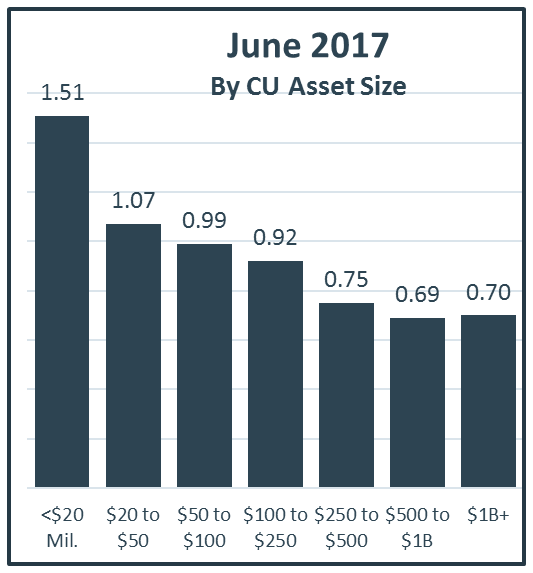 June 2017
By CU Asset Size
1.51
1.07
0.99
0.92
0.75
0.69
0.70
<$20 Mil.
$20 to $50
$50 to $100
$100 to $250
$250 to $500
$500 to $1B
$1B+